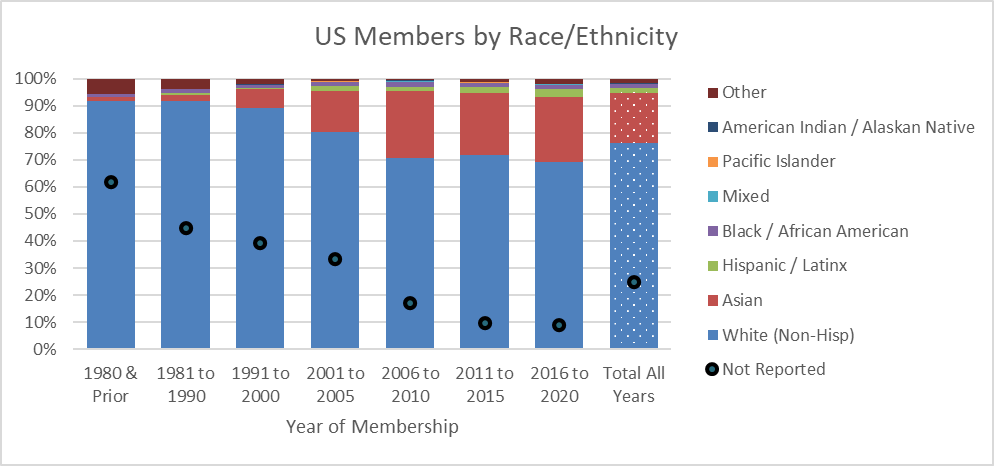 US Members by Race/Ethnicity
100%
90%
80%
70%
60%
50%
40%
30%
20%
10%
0%
1980 &
Prior
1981 to
1990
1991 to
2000
2001 to
2005
2006 to
2010
2011 to
2015
2016 to
2020
Total All
Years
Year of Membership
Other
American Indian / Alaskan Native
Pacific Islander
Mixed
Black / African American
Hispanic / Latinx
Asian
White (Non-Hisp)
Not Reported